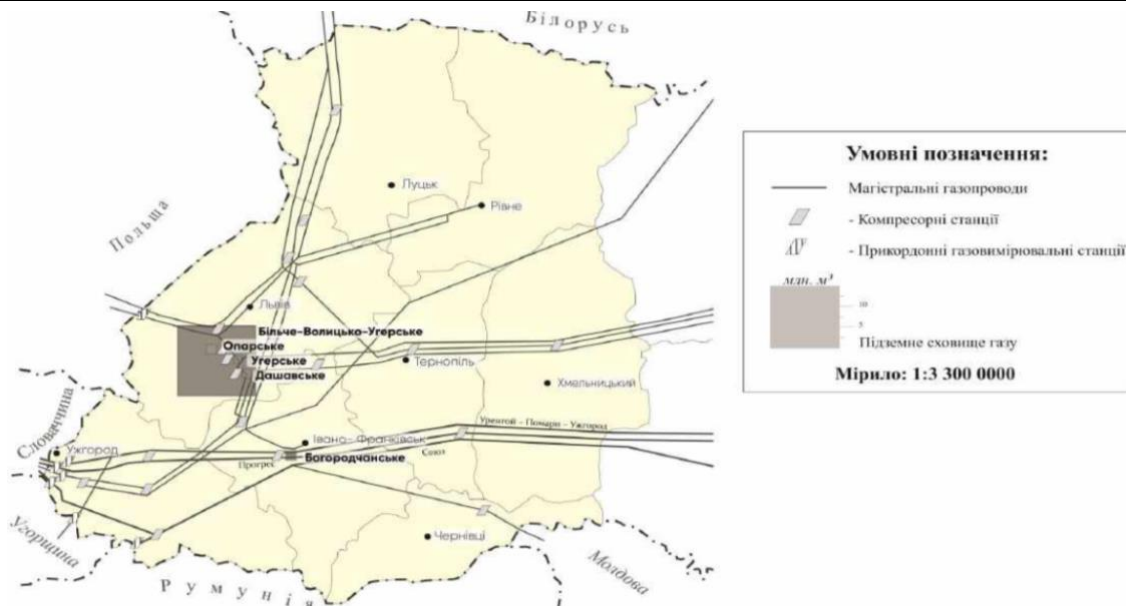 Білорусь
Польща
Луцьк
Рівне
Львів
Більче-Волицько-Угерське
Опарське
Угерське
Дашавське
Тернопіль
Хмельницький
Словаччина
Ужгород
Івано-Франківськ
Уренгой - Помари - Ужгород
Прогрес
Союз
Богородчанське
Угорщина
Чернівці
Молдова
Румунія
Умовні позначення:
Магістральні газопроводи
- Компресорні станції
- Прикордонні газовимірювальні станції
млн. м³
10
5
Підземне сховище газу
Мірило: 1:3 300 0000